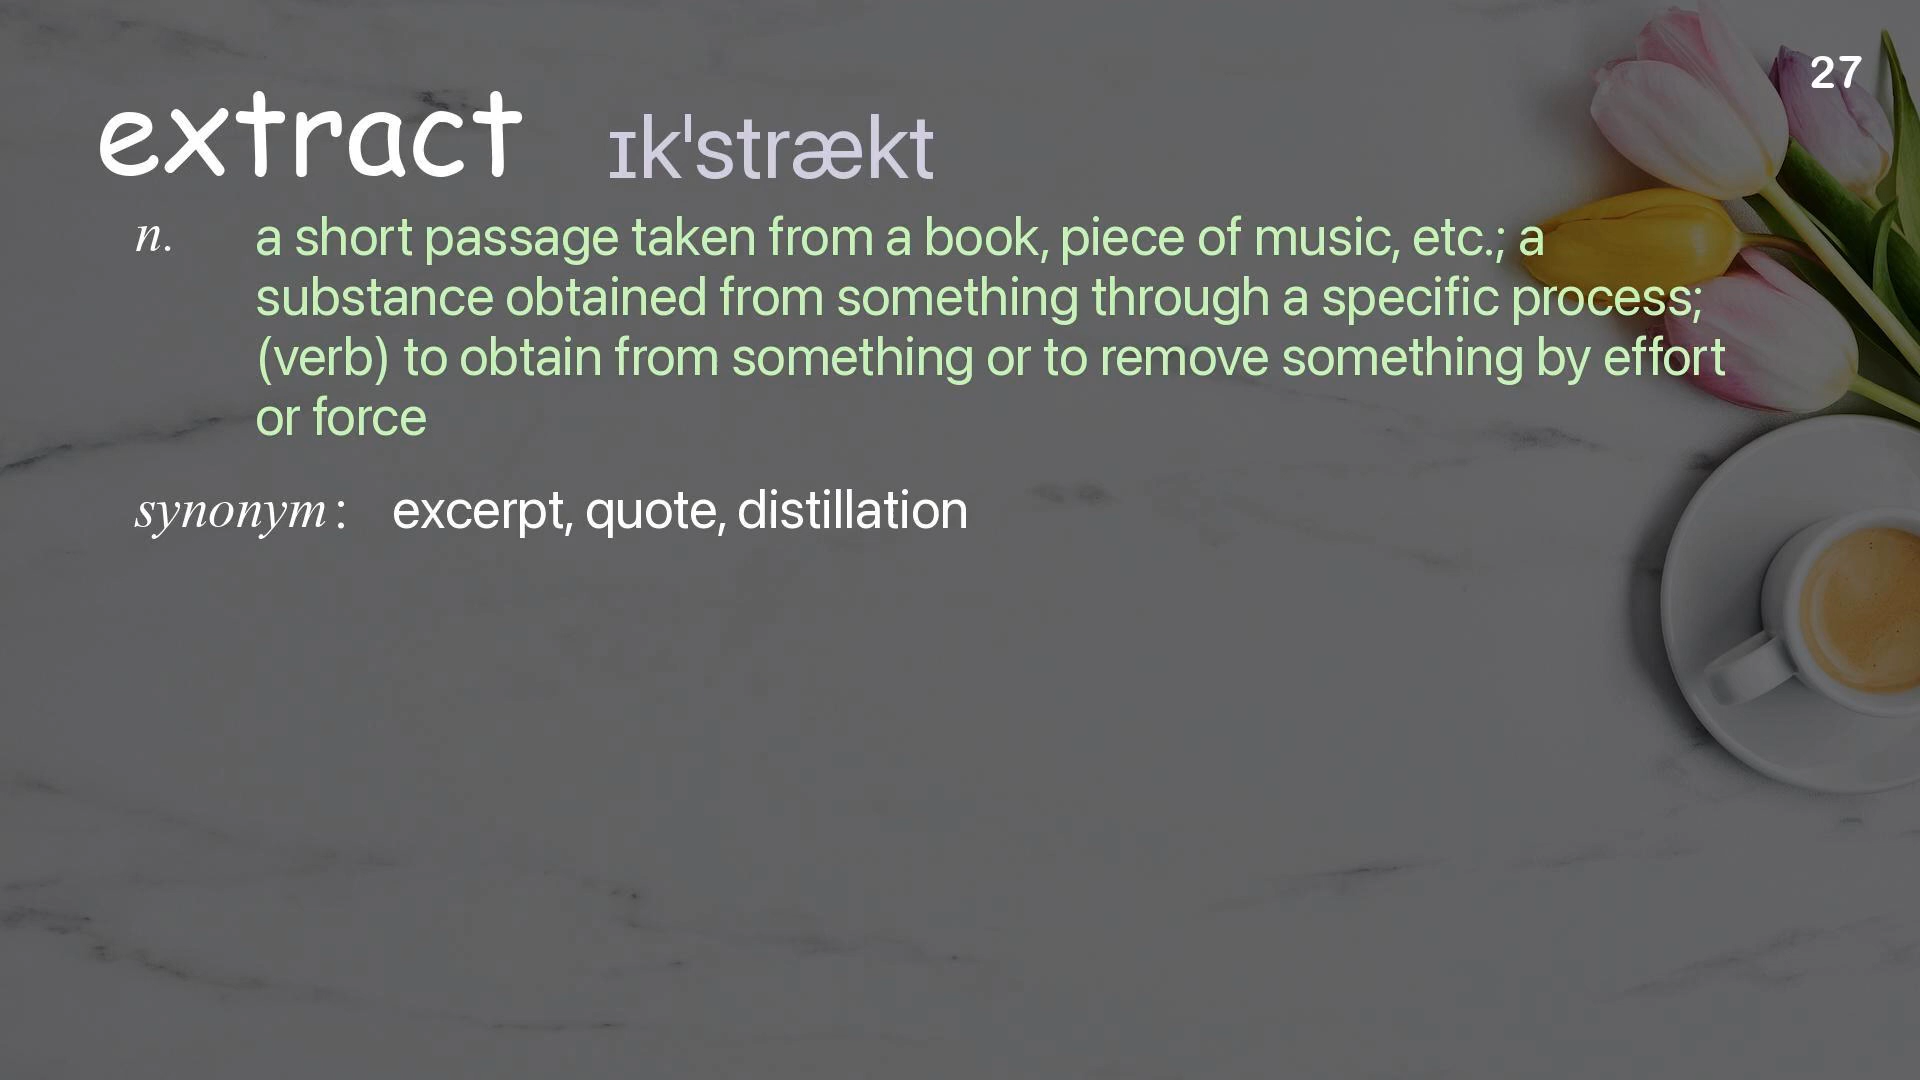 27
extract ɪkˈstrækt
n. a short passage taken from a book, piece of music, etc.; a
substance obtained from something through a specific process;
(verb) to obtain from something or to remove something by effort
or force
synonym: excerpt, quote, distillation